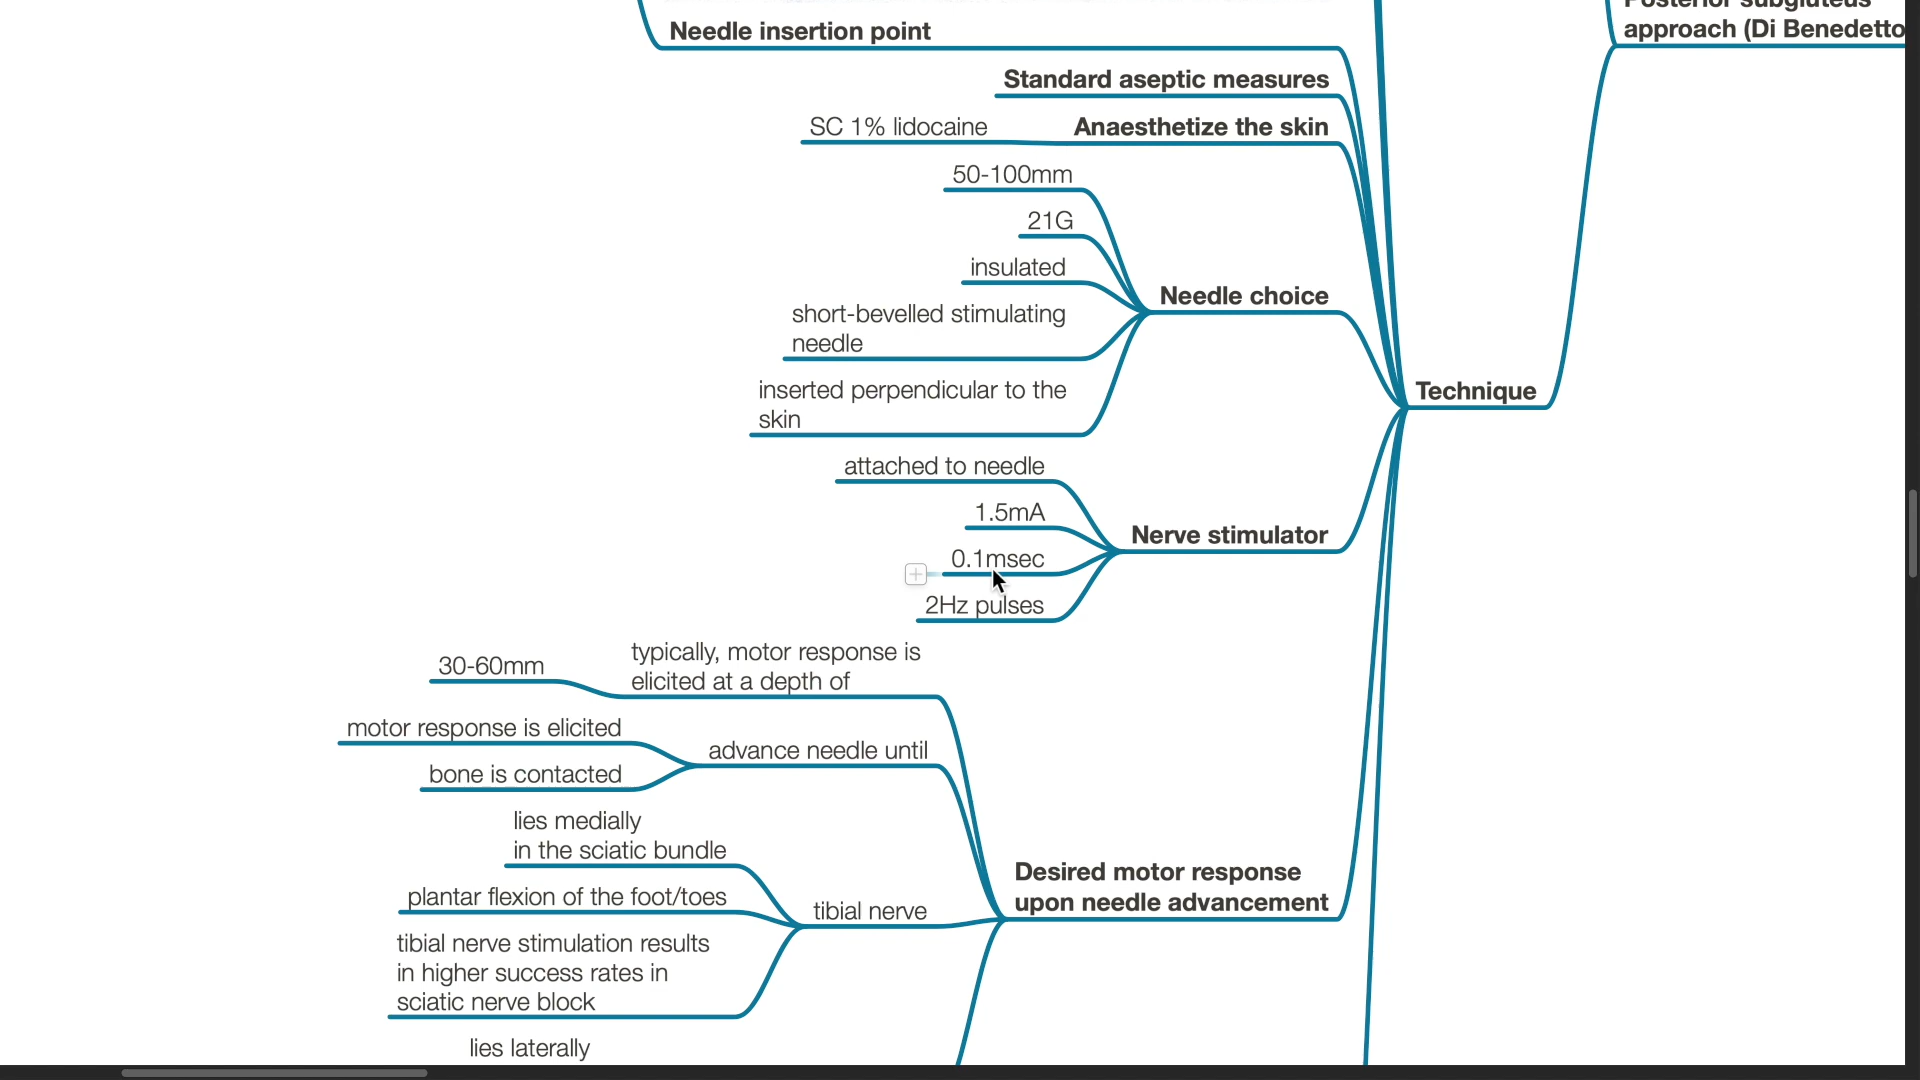 Posterior subgluteus
approach (Di Benedetto
Needle insertion point
Standard aseptic measures
SC 1% lidocaine
Anaesthetize the skin
50-100mm
21G
insulated
Needle choice
short-bevelled stimulating
needle
inserted perpendicular to the
skin
Technique
attached to needle
1.5mA
Nerve stimulator
0.1msec
2Hz pulses
typically, motor response is
elicited at a depth of
30-60mm
motor response is elicited
advance needle until
bone is contacted
lies medially
in the sciatic bundle
Desired motor response
upon needle advancement
plantar flexion of the foot/toes
tibial nerve
tibial nerve stimulation results
in higher success rates in
sciatic nerve block
lies laterally